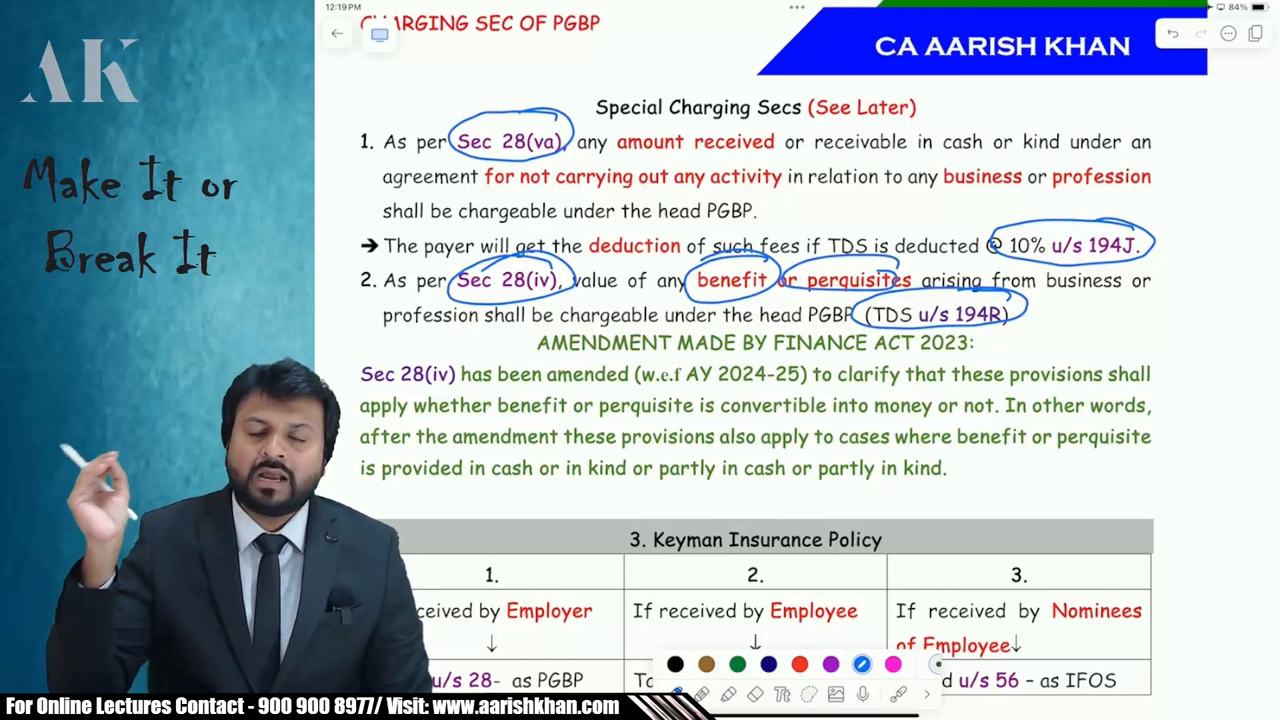 12:19 PM
84%
CHARGING SEC OF PGBP
CA AARISH KHAN
AK
Make It or
Break It
Special Charging Secs (See Later)
1. As per Sec 28(va), any amount received or receivable in cash or kind under an
agreement for not carrying out any activity in relation to any business or profession
shall be chargeable under the head PGBP.
➔ The payer will get the deduction of such fees if TDS is deducted @ 10% u/s 194J.
2. As per Sec 28(iv), value of any benefit or perquisites arising from business or
profession shall be chargeable under the head PGBP (TDS u/s 194R)
AMENDMENT MADE BY FINANCE ACT 2023:
Sec 28(iv) has been amended (w.e.f AY 2024-25) to clarify that these provisions shall
apply whether benefit or perquisite is convertible into money or not. In other words,
after the amendment these provisions also apply to cases where benefit or perquisite
is provided in cash or in kind or partly in cash or partly in kind.
3. Keyman Insurance Policy
1. 2. 3.
ceived by Employer If received by Employee If received by Nominees
↓ ↓ of Employee↓
u/s 28- as PGBP u/s 56 – as IFOS
Tt
For Online Lectures Contact - 900 900 8977/ Visit: www.aarishkhan.com